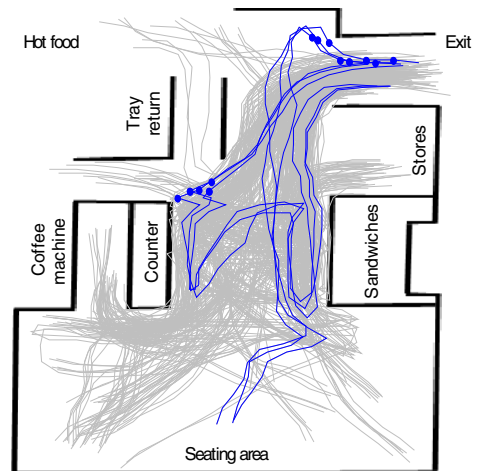 Hot food
Exit
Tray
return
Stores
Coffee
machine
Counter
Sandwiches
Seating area